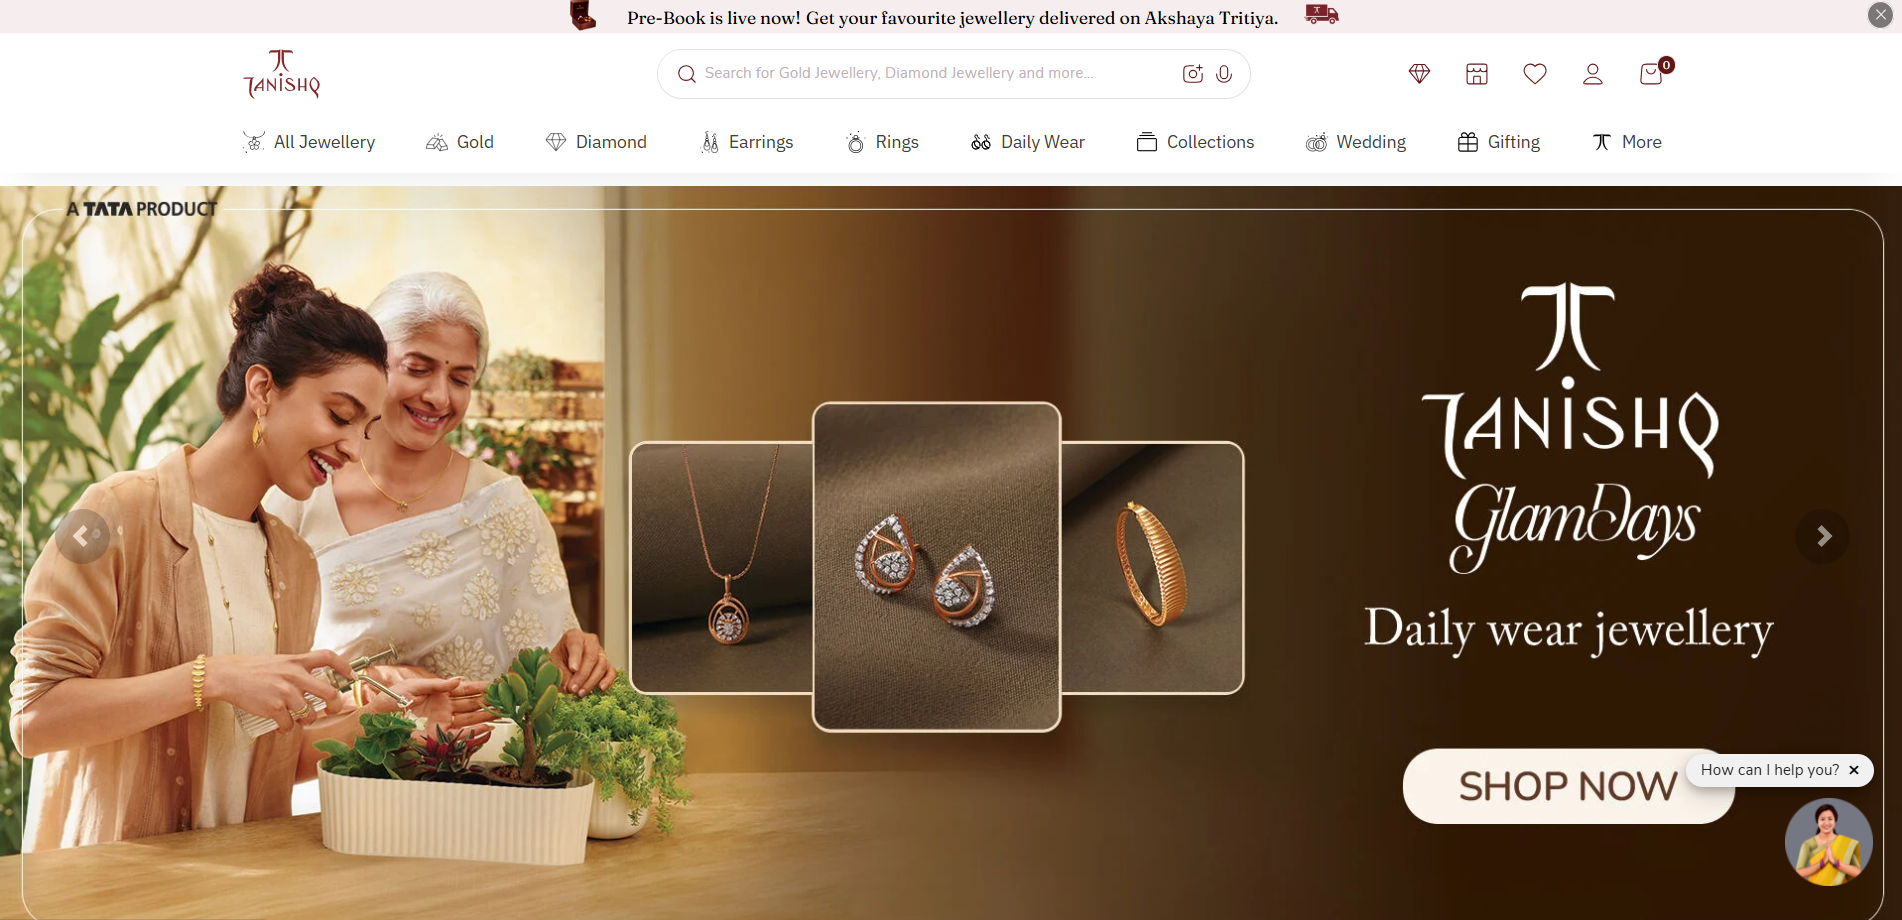 Pre-Book is live now! Get your favourite jewellery delivered on Akshaya Tritiya.
TANISHQ
Search for Gold Jewellery, Diamond Jewellery and more...
0
All Jewellery
Gold
Diamond
Earrings
Rings
Daily Wear
Collections
Wedding
Gifting
More
A TATA PRODUCT
TANISHQ
GlamDays
Daily wear jewellery
SHOP NOW
How can I help you?